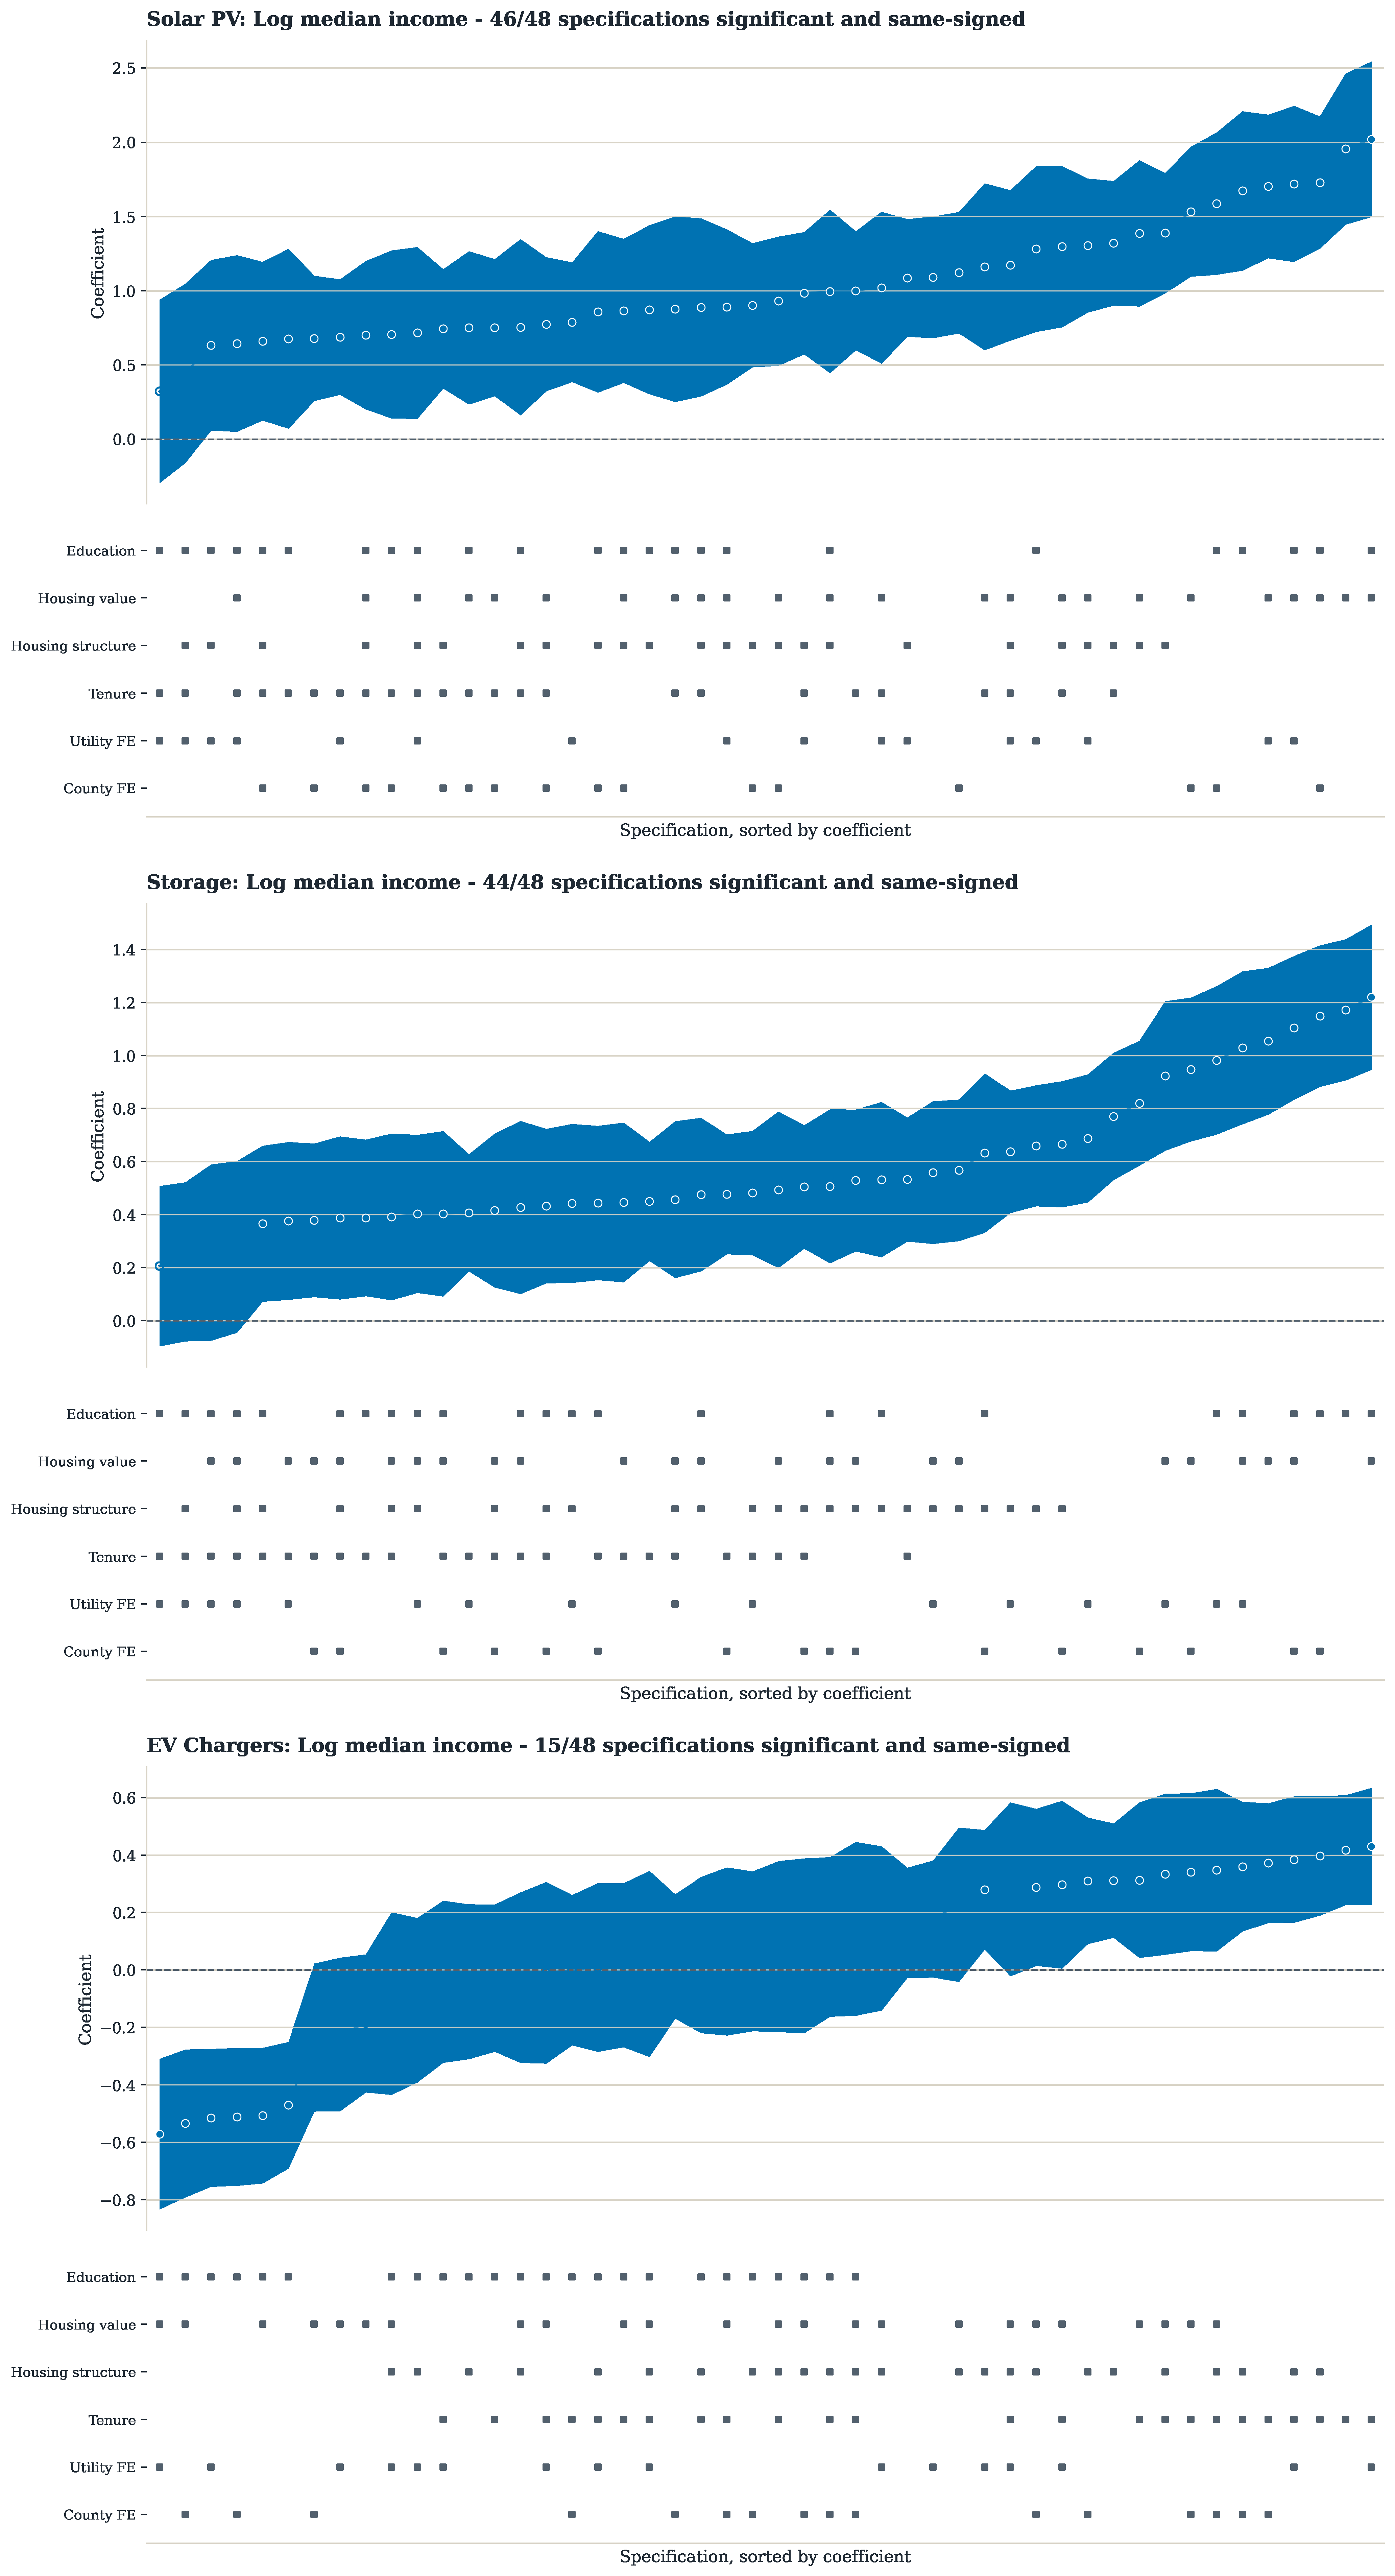 Solar PV: Log median income - 46/48 specifications significant and same-signed
2.5
2.0
1.5
1.0
0.5
0.0
Coefficient
Education
Housing value
Housing structure
Tenure
Utility FE
County FE
Specification, sorted by coefficient
Storage: Log median income - 44/48 specifications significant and same-signed
1.4
1.2
1.0
0.8
0.6
0.4
0.2
0.0
Coefficient
Education
Housing value
Housing structure
Tenure
Utility FE
County FE
Specification, sorted by coefficient
EV Chargers: Log median income - 15/48 specifications significant and same-signed
0.6
0.4
0.2
0.0
−0.2
−0.4
−0.6
−0.8
Coefficient
Education
Housing value
Housing structure
Tenure
Utility FE
County FE
Specification, sorted by coefficient